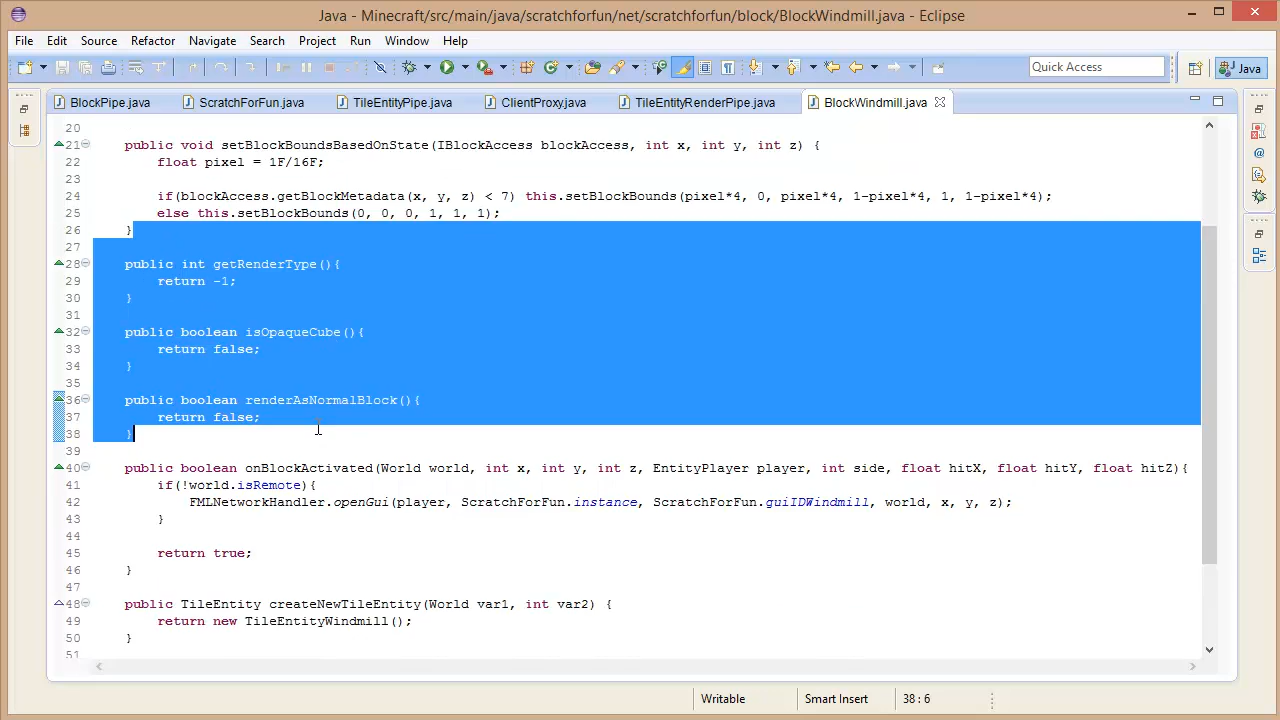 Java - Minecraft/src/main/java/scratchforfun/net/scratchforfun/block/BlockWindmill.java - Eclipse
File Edit Source Refactor Navigate Search Project Run Window Help
Quick Access
Java
BlockPipe.java ScratchForFun.java TileEntityPipe.java ClientProxy.java TileEntityRenderPipe.java BlockWindmill.java
20
21 public void setBlockBoundsBasedOnState(IBlockAccess blockAccess, int x, int y, int z) {
22 float pixel = 1F/16F;
23
24 if(blockAccess.getBlockMetadata(x, y, z) < 7) this.setBlockBounds(pixel*4, 0, pixel*4, 1-pixel*4, 1, 1-pixel*4);
25 else this.setBlockBounds(0, 0, 0, 1, 1, 1);
26 }
27
28 public int getRenderType(){
29 return -1;
30 }
31
32 public boolean isOpaqueCube(){
33 return false;
34 }
35
36 public boolean renderAsNormalBlock(){
37 return false;
38 }
39
40 public boolean onBlockActivated(World world, int x, int y, int z, EntityPlayer player, int side, float hitX, float hitY, float hitZ){
41 if(!world.isRemote){
42 FMLNetworkHandler.openGui(player, ScratchForFun.instance, ScratchForFun.guiIDWindmill, world, x, y, z);
43 }
44
45 return true;
46 }
47
48 public TileEntity createNewTileEntity(World var1, int var2) {
49 return new TileEntityWindmill();
50 }
51
Writable Smart Insert 38 : 6